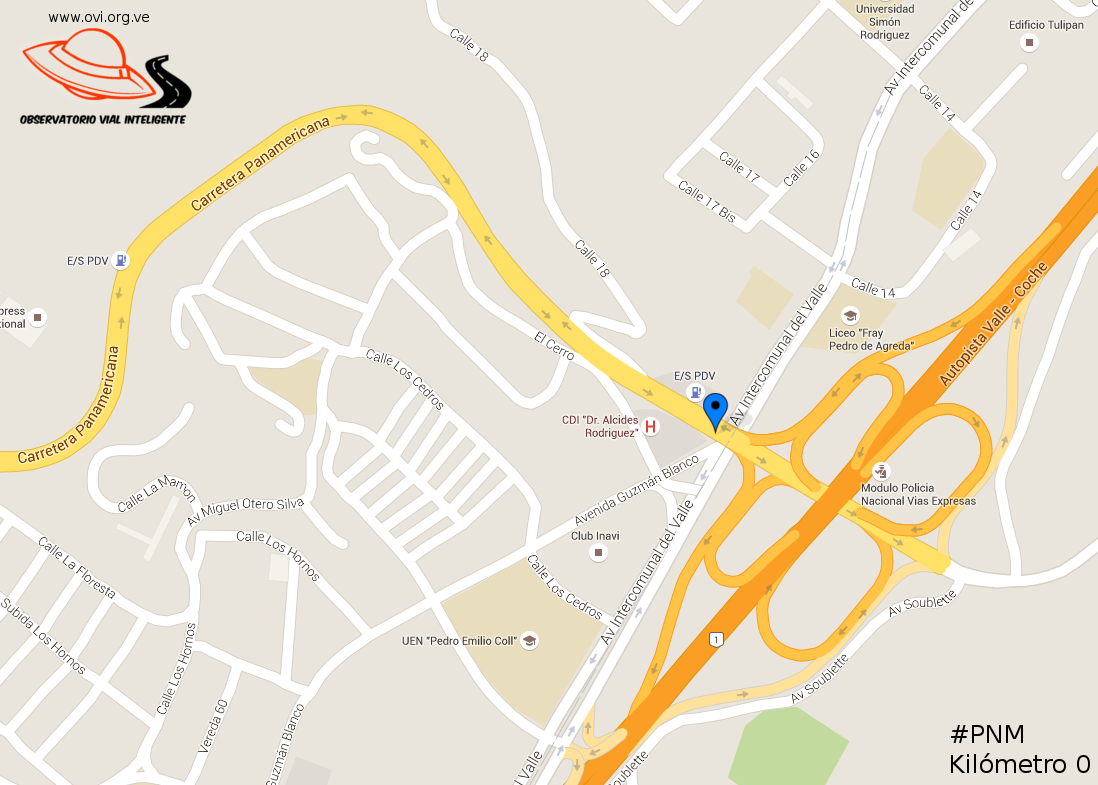 www.ovi.org.ve
OBSERVATORIO VIAL INTELIGENTE
Universidad
Simón
Rodriguez
Edificio Tulipan
Av Intercomunal de
Calle 18
Calle 14
Carretera Panamericana
Calle 17
Calle 16
Calle 17 Bis
Calle 14
E/S PDV
Calle 18
Calle 14
press
tional
Autopista Valle - Coche
Av Intercomunal del Valle
Liceo "Fray
Pedro de Agreda"
El Cerro
Carretera Panamericana
Calle Los Cedros
E/S PDV
CDI "Dr. Alcides
Rodriguez"
H
Avenida Guzmán Blanco
Modulo Policia
Nacional Vias Expresas
Calle La Mamon
Av Miguel Otero Silva
Calle Los Hornos
Club Inavi
Calle La Floresta
Calle Los Cedros
Av Intercomunal del Valle
Av Soublette
Subida Los Hornos
UEN "Pedro Emilio Coll"
1
Calle Los Hornos
Av Soublette
Vereda 60
Guzmán Blanco
l Valle
oublette
#PNM
Kilómetro 0